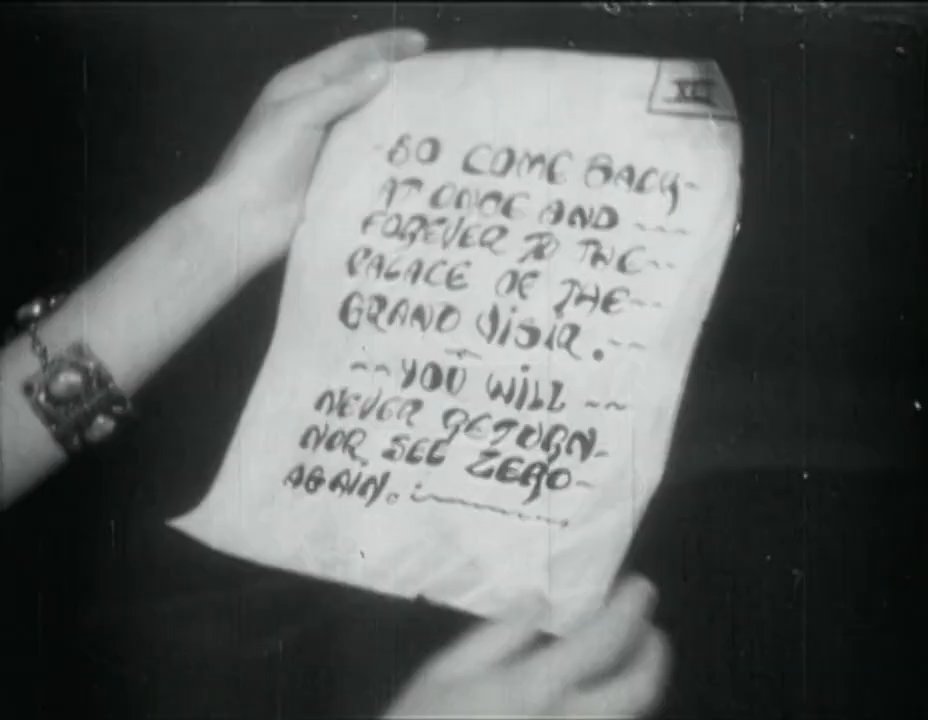 XI
-SO COME BACK-
AT ONCE AND ---
FOREVER TO THE--
PALACE OF THE---
GRAND VISIR.--
--YOU WILL --
NEVER RETURN-
NOR SEE ZERO-
AGAIN.